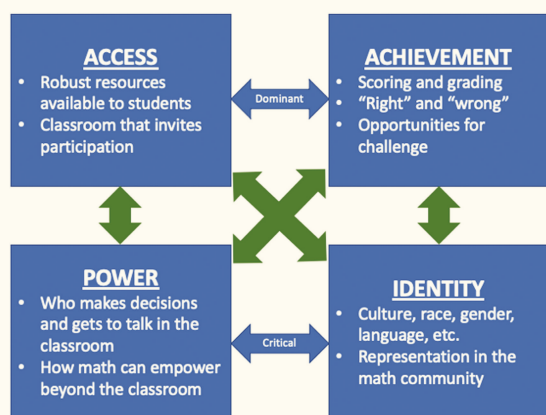 ACCESS
• Robust resources
available to students
• Classroom that invites
participation
Dominant
ACHIEVEMENT
• Scoring and grading
• “Right” and “wrong”
• Opportunities for
challenge
POWER
• Who makes decisions
and gets to talk in the
classroom
• How math can empower
beyond the classroom
Critical
IDENTITY
• Culture, race, gender,
language, etc.
• Representation in the
math community